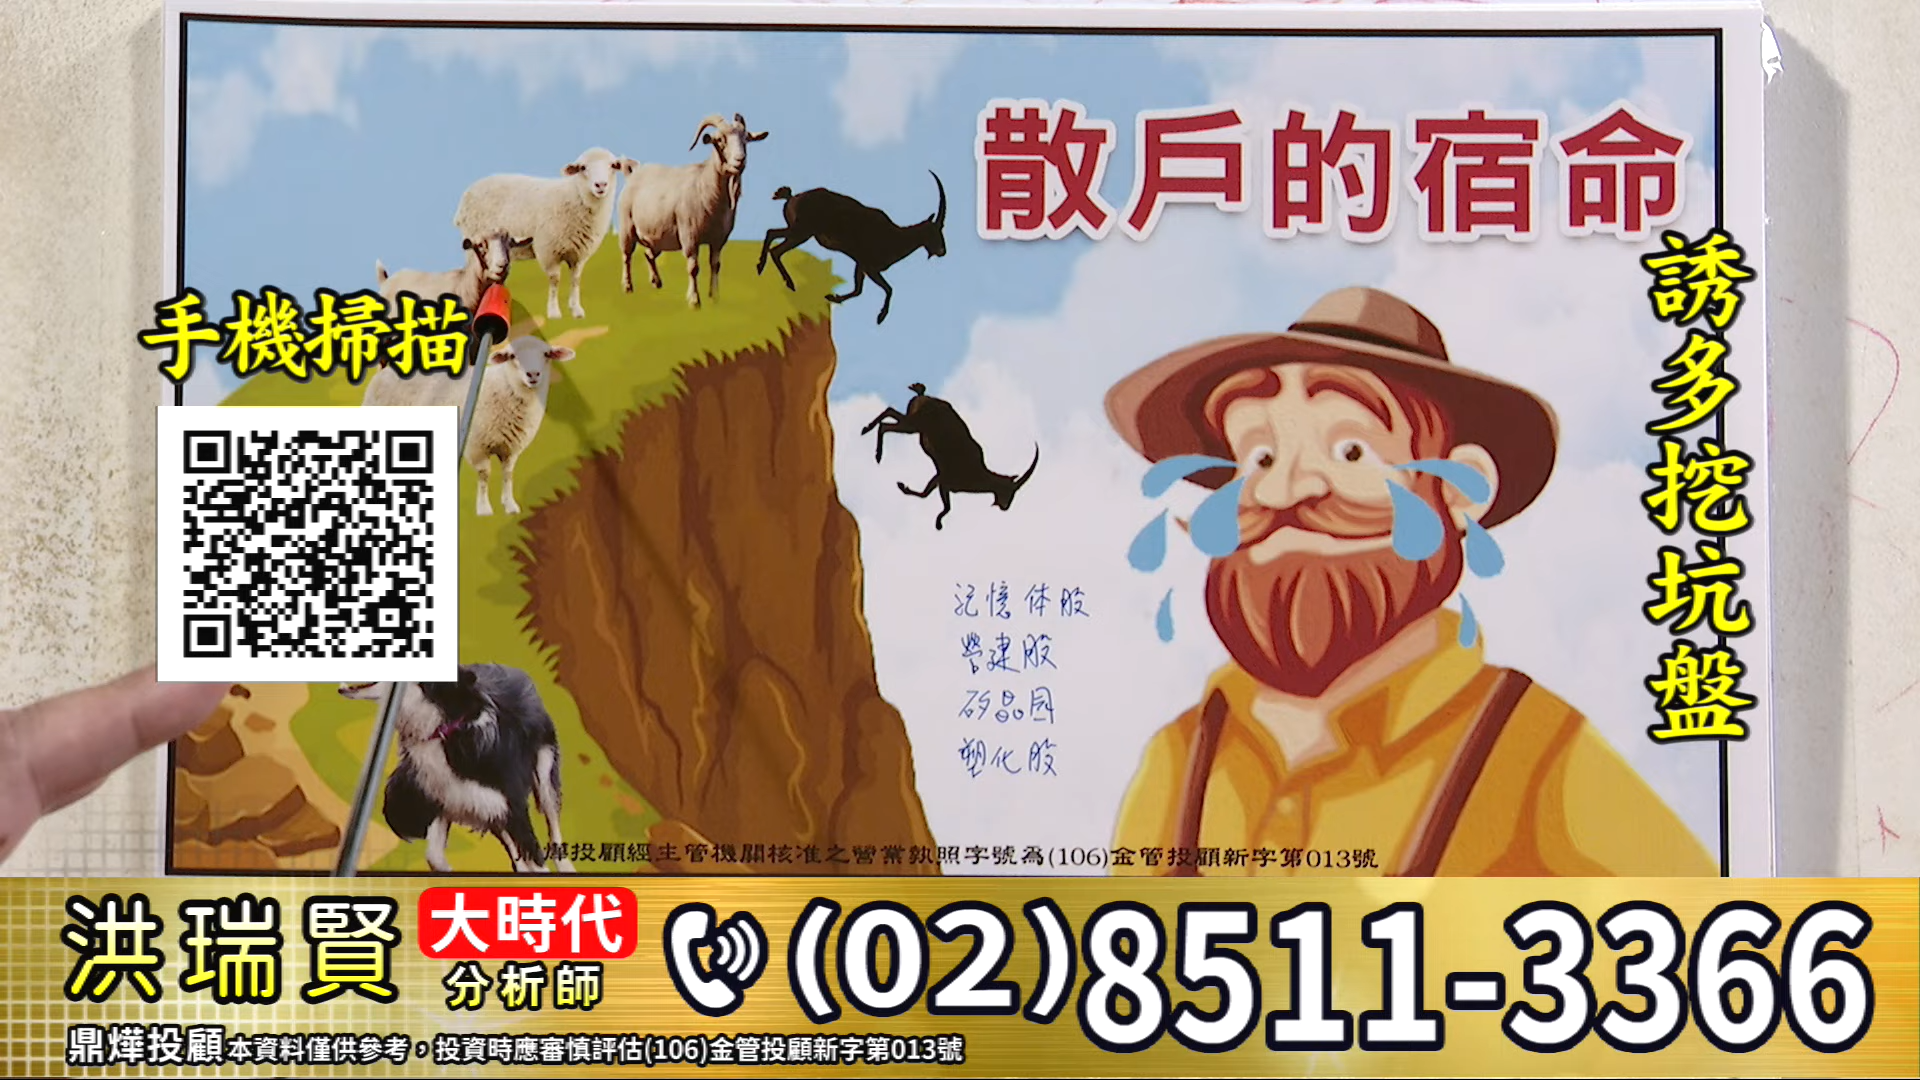 散戶的宿命
誘多挖坑盤
手機掃描
记憶体股
營建股
矽晶圆
塑化股
鼎燁投顧經主管機關核准之營業執照字號為(106)金管投顧新字第013號
洪瑞賢
大時代
分析師
(02)8511-3366
鼎燁投顧 本資料僅供參考，投資時應審慎評估(106)金管投顧新字第013號